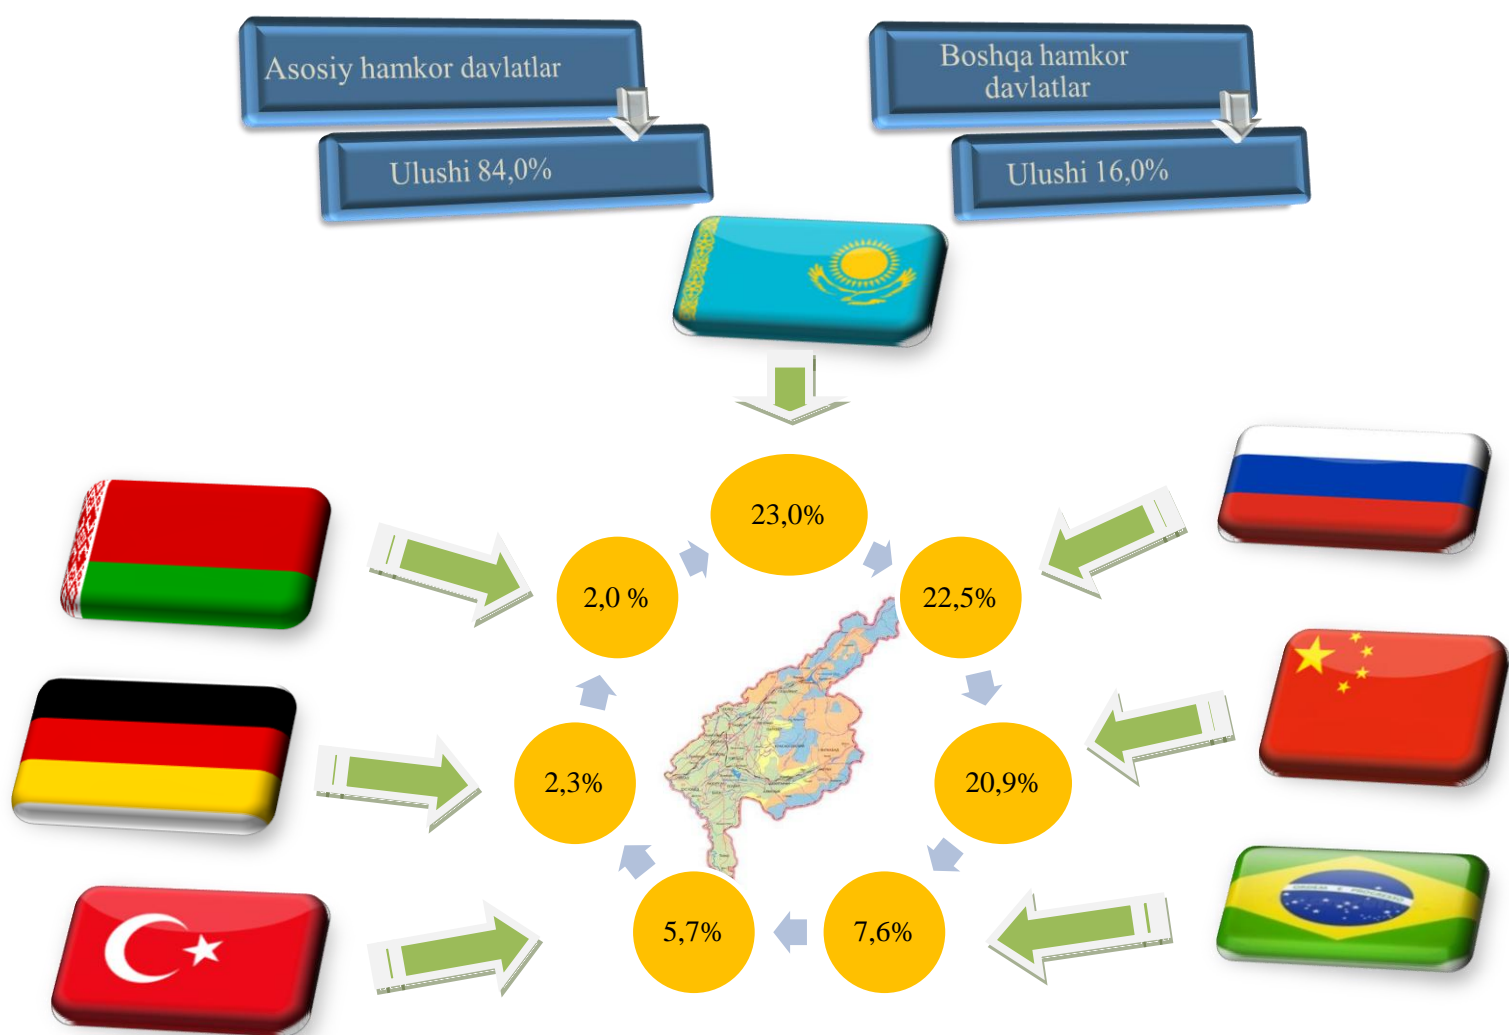 Asosiy hamkor davlatlar
Ulushi 84,0%
Boshqa hamkor
davlatlar
Ulushi 16,0%
23,0%
22,5%
20,9%
7,6%
5,7%
2,3%
2,0 %